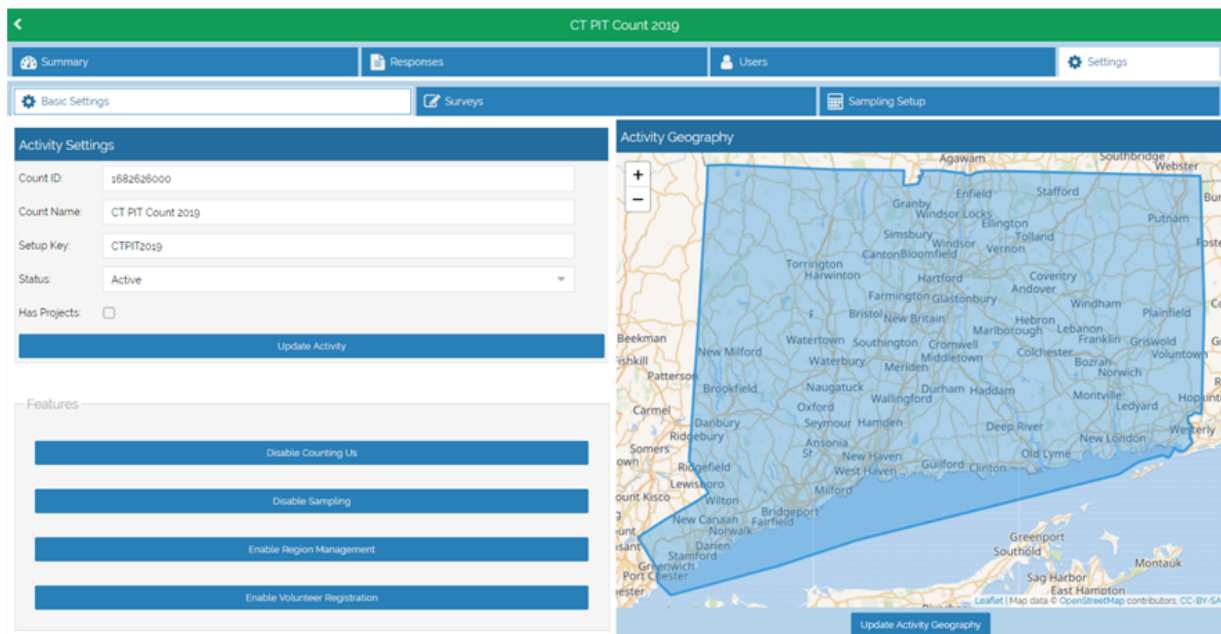 CT PIT Count 2019
Summary
Responses
Users
Settings
Basic Settings
Surveys
Sampling Setup
Activity Settings
Count ID:
1682626000
Count Name:
CT PIT Count 2019
Setup Key:
CTPIT2019
Status:
Active
Has Projects:
Update Activity
Features
Disable Counting Us
Disable Sampling
Enable Region Management
Enable Volunteer Registration
Activity Geography
+
−
Agawam
Southbridge
Webster
Enfield
Stafford
Granby
Windsor Locks
Ellington
Putnam
Simsbury
Windsor
Tolland
Vernon
Canton
Bloomfield
Torrington
Harwinton
Hartford
Coventry
Andover
Farmington
Glastonbury
Windham
Plainfield
F
Bristol
New Britain
Hebron
Marlborough
Lebanon
Beekman
Watertown
Southington
Cromwell
Franklin
Griswold
Fishkill
New Milford
Waterbury
Middletown
Colchester
Bozrah
Voluntown
Meriden
Norwich
Patterson
Brookfield
Naugatuck
Durham
Haddam
Montville
Wallingford
Ledyard
Carmel
Oxford
Danbury
Seymour
Hamden
Deep River
Westerly
Ridgebury
Ansonia
New London
Somers
New Haven
Old Lyme
Ridgefield
West Haven
Guilford
Clinton
Lewisboro
Milford
Wilton
Bridgeport
New Canaan
Fairfield
Norwalk
Darien
Stamford
Greenwich
Port Chester
Greenport
Southold
Montauk
Sag Harbor
East Hampton
Leaflet | Map data © OpenStreetMap contributors, CC-BY-SA
Update Activity Geography